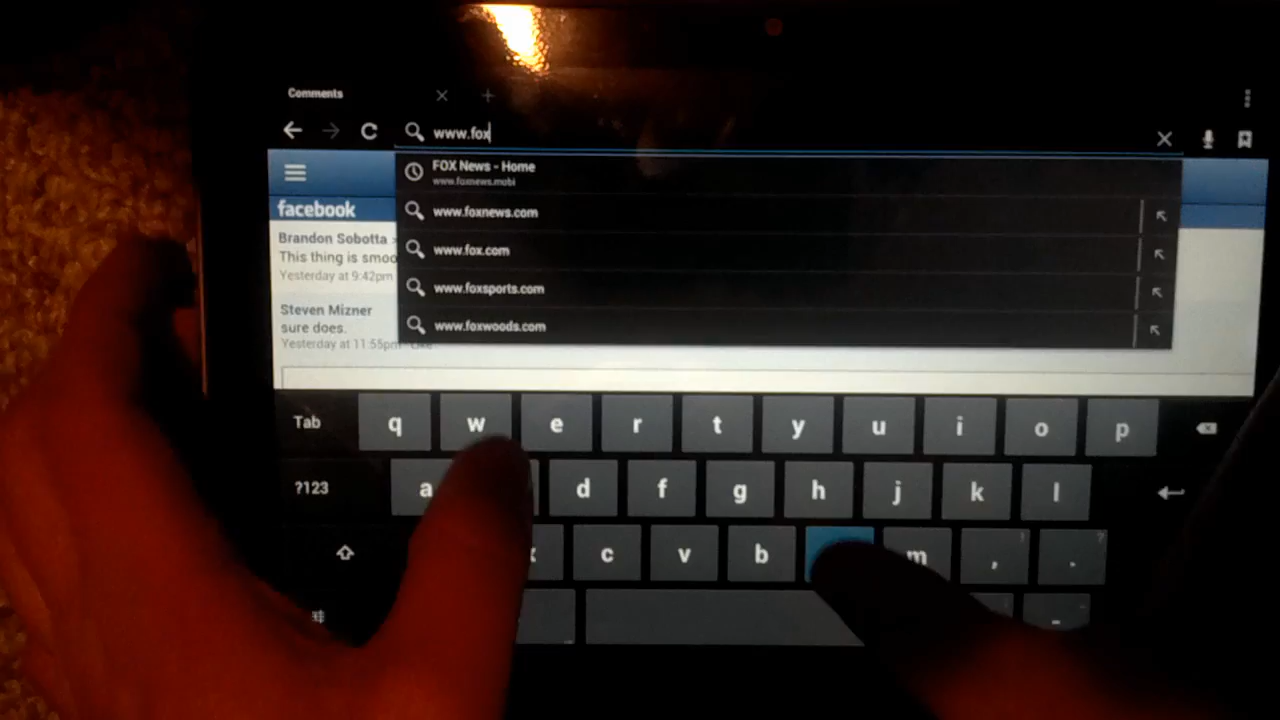 Comments
www.fox
FOX News - Home
www.foxnews.mobi
www.foxnews.com
www.fox.com
www.foxsports.com
www.foxwoods.com
facebook
Brandon Sobotta
This thing is smoo
Yesterday at 9:42pm
Steven Mizner
sure does.
Yesterday at 11:55pm · Like
Tab q w e r t y u i o p
?123 a d f g h j k l
c v b m , ! . ?
-